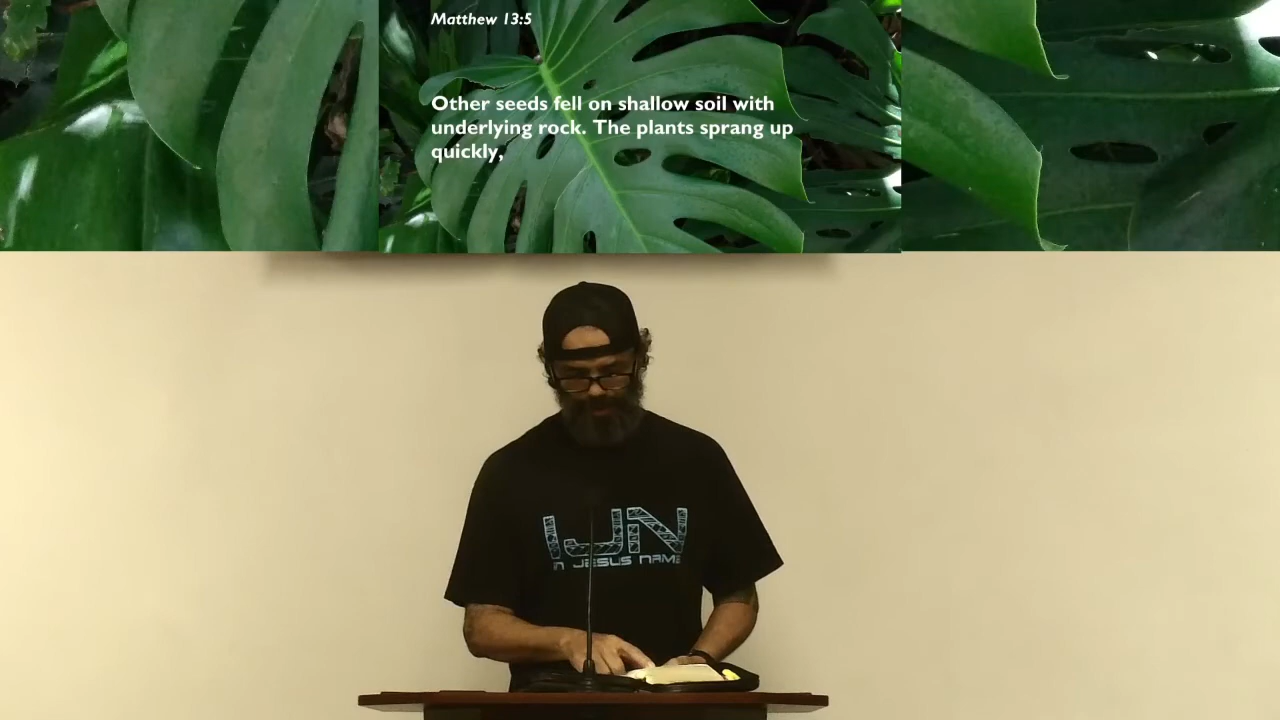 Matthew 13:5
Other seeds fell on shallow soil with
underlying rock. The plants sprang up
quickly,
IJN
IN JESUS NAME